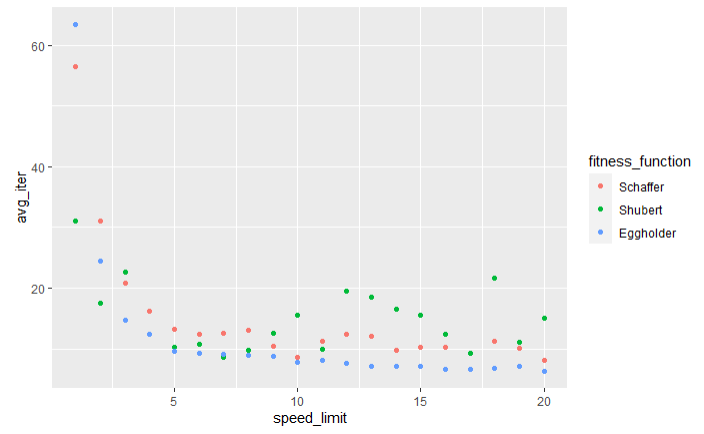 60
40
20
avg_iter
5
10
15
20
speed_limit
fitness_function
Schaffer
Shubert
Eggholder